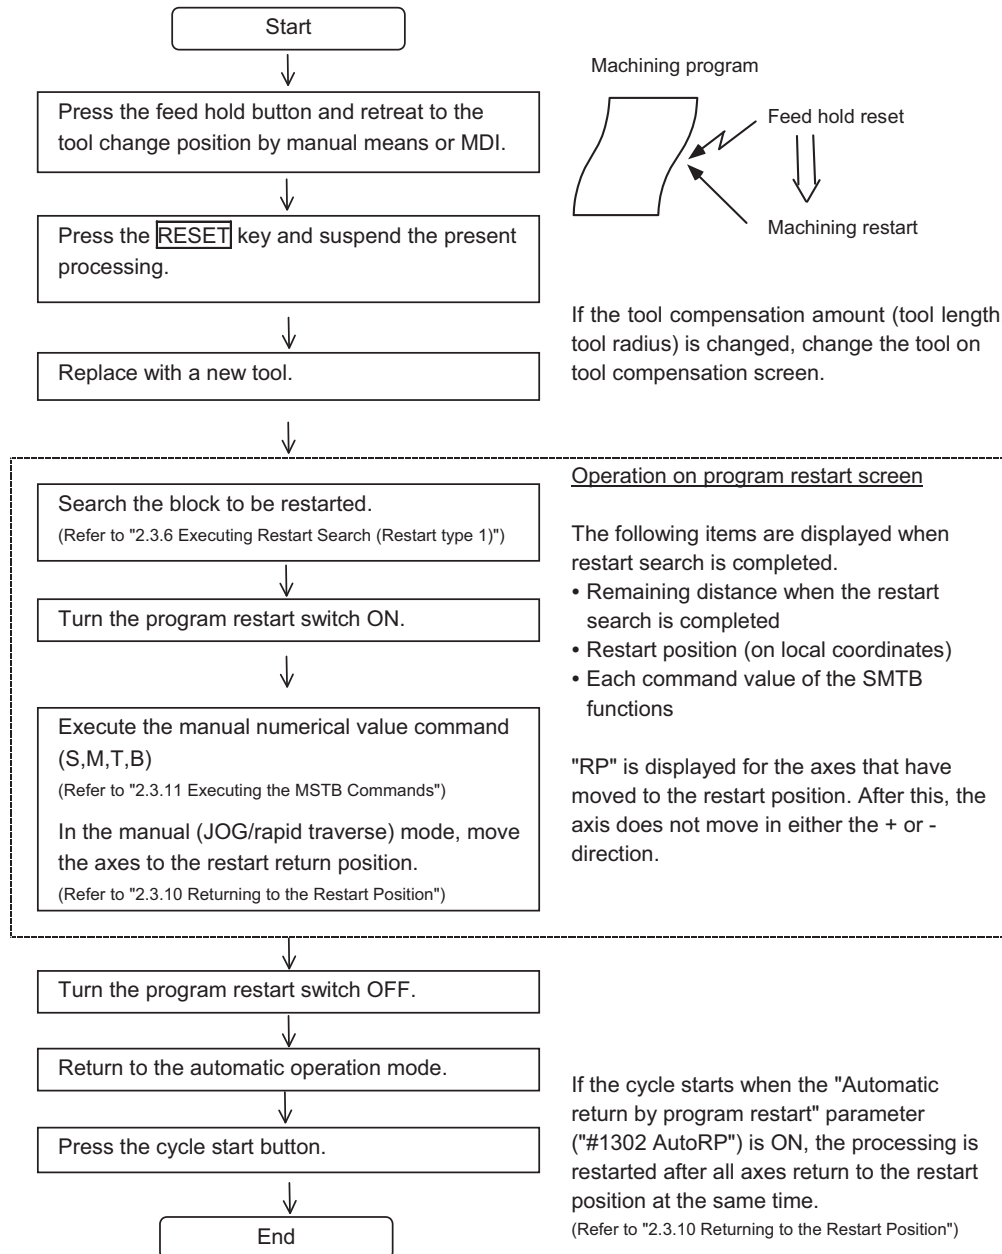 Start
Press the feed hold button and retreat to the
tool change position by manual means or MDI.
Machining program
Feed hold reset
Machining restart
Press the RESET key and suspend the present
processing.
If the tool compensation amount (tool length
tool radius) is changed, change the tool on
tool compensation screen.
Replace with a new tool.
Search the block to be restarted.
(Refer to "2.3.6 Executing Restart Search (Restart type 1)")
Turn the program restart switch ON.
Execute the manual numerical value command
(S,M,T,B)
(Refer to "2.3.11 Executing the MSTB Commands")
In the manual (JOG/rapid traverse) mode, move
the axes to the restart return position.
(Refer to "2.3.10 Returning to the Restart Position")
Operation on program restart screen
The following items are displayed when
restart search is completed.
• Remaining distance when the restart
search is completed
• Restart position (on local coordinates)
• Each command value of the SMTB
functions
"RP" is displayed for the axes that have
moved to the restart position. After this, the
axis does not move in either the + or -
direction.
Turn the program restart switch OFF.
Return to the automatic operation mode.
Press the cycle start button.
If the cycle starts when the "Automatic
return by program restart" parameter
("#1302 AutoRP") is ON, the processing is
restarted after all axes return to the restart
position at the same time.
(Refer to "2.3.10 Returning to the Restart Position")
End